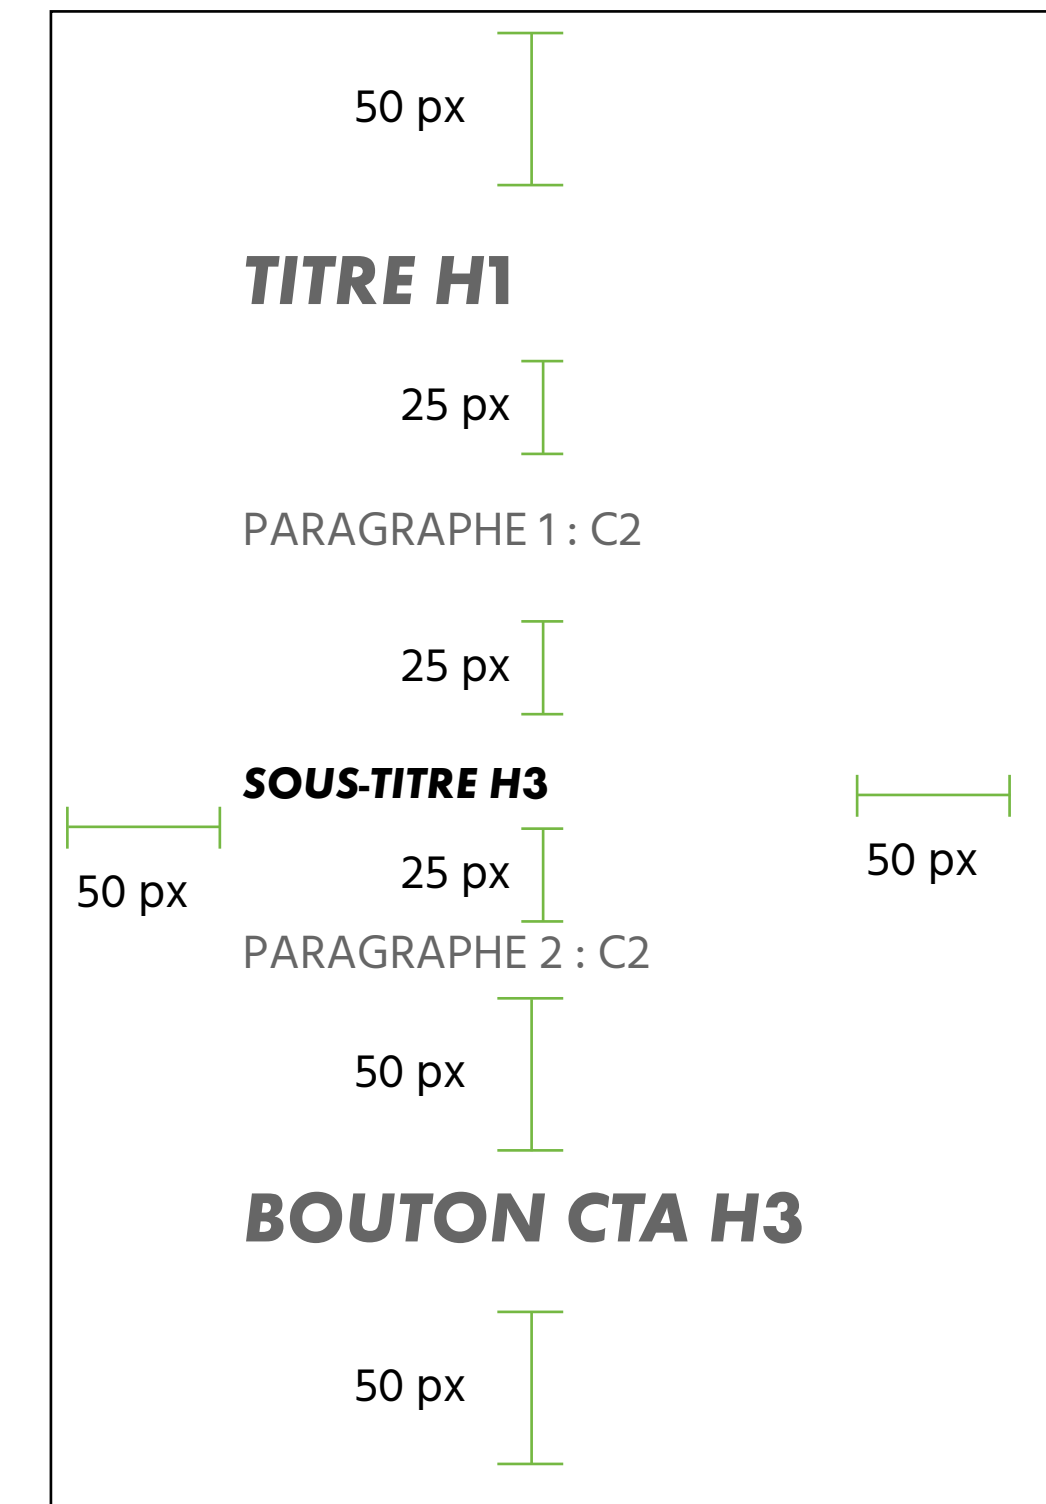 50 px
TITRE H1
25 px
PARAGRAPHE 1 : C2
25 px
SOUS-TITRE H3
50 px
25 px
50 px
PARAGRAPHE 2 : C2
50 px
BOUTON CTA H3
50 px